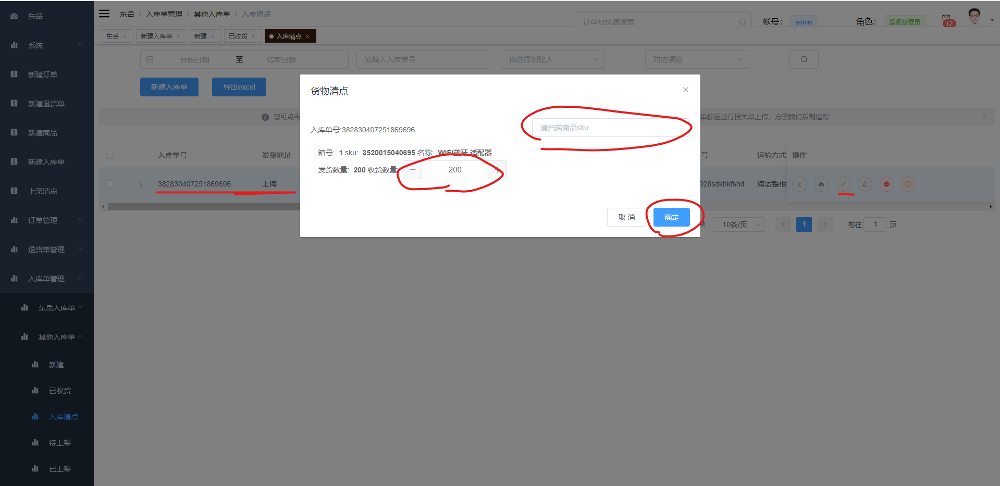 东岳
系统
新建订单
新建退货单
新建商品
新建入库单
上架清点
订单管理
退货单管理
入库单管理
东岳入库单
其他入库单
新建
已收货
入库清点
待上架
已上架
东岳 / 入库单管理 / 其他入库单 / 入库清点
订单号快速搜索
帐号： admin
角色： 超级管理员
12
东岳 ×
新建入库单 ×
新建 ×
已收货 ×
入库清点 ×
开始日期 至 结束日期
请输入入库单号
请选择创建人
对应渠道
新建入库单
导出excel
您可点击
单按钮进行报关单上传，方便我们后期追踪
入库单号 发货地址
号 运输方式 操作
382830407251869696 上海
928sdkhkfshd 海运整柜
条 10条/页 1 前往 1 页
货物清点
入库单号:382830407251869696
请扫描商品sku
箱号: 1 sku: 3520015040695 名称: WiFi蓝牙 适配器
发货数量: 200 收货数量: 200
取 消
确定